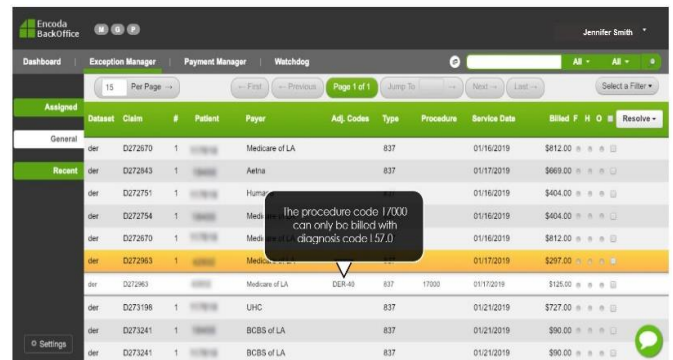 Encoda
BackOffice
M G P
Jennifer Smith
Dashboard Exception Manager Payment Manager Watchdog All All
15 Per Page → ← First ← Previous Page 1 of 1 Jump To → Next → Last → Select a Filter
Assigned
General
Recent
Settings
Dataset Claim # Patient Payer Adj. Codes Type Procedure Service Date Billed F H O Resolve
der D272670 1 Medicare of LA 837 01/16/2019 $812.00
der D272843 1 Aetna 837 01/17/2019 $669.00
der D272751 1 01/16/2019 $404.00
der D272754 1 01/16/2019 $404.00
der D272670 1 01/16/2019 $812.00
der D272963 1 01/17/2019 $297.00
The procedure code 17000
can only be billed with
diagnosis code L57.0
der D272963 Medicare of LA DER-40 837 17000 01/17/2019 $125.00
der D273196 1 UHC 837 01/21/2019 $727.00
der D273241 1 BCBS of LA 837 01/21/2019 $90.00
der D273241 1 BCBS of LA 837 01/21/2019 $90.00